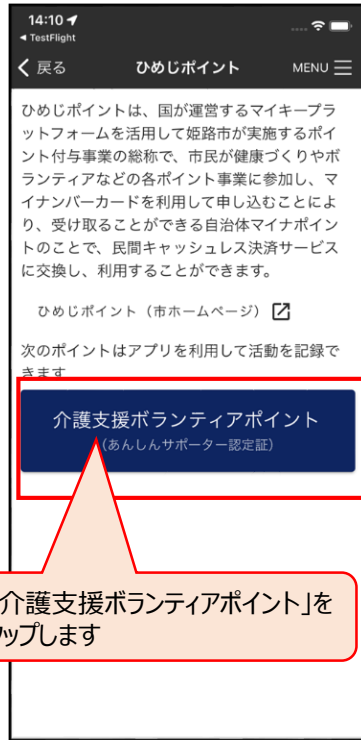 14:10
◀ TestFlight
戻る ひめじポイント MENU
ひめじポイントは、国が運営するマイキープラ
ットフォームを活用して姫路市が実施するポイ
ント付与事業の総称で、市民が健康づくりやボ
ランティアなどの各ポイント事業に参加し、マ
イナンバーカードを利用して申し込むことによ
り、受け取ることができる自治体マイナポイン
トのことで、民間キャッシュレス決済サービス
に交換し、利用することができます。
ひめじポイント（市ホームページ）
次のポイントはアプリを利用して活動を記録で
きます
介護支援ボランティアポイント
（あんしんサポーター認定証）
介護支援ボランティアポイント」を
ップします